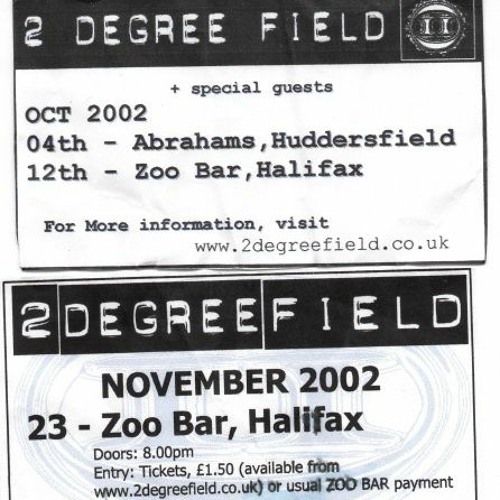 2 DEGREE FIELD II
+ special guests
OCT 2002
04th - Abrahams,Huddersfield
12th - Zoo Bar,Halifax
For More information, visit
www.2degreefield.co.uk
2DEGREEFIELD
NOVEMBER 2002
23 - Zoo Bar, Halifax
Doors: 8.00pm
Entry: Tickets, £1.50 (available from
www.2degreefield.co.uk) or usual ZOO BAR payment